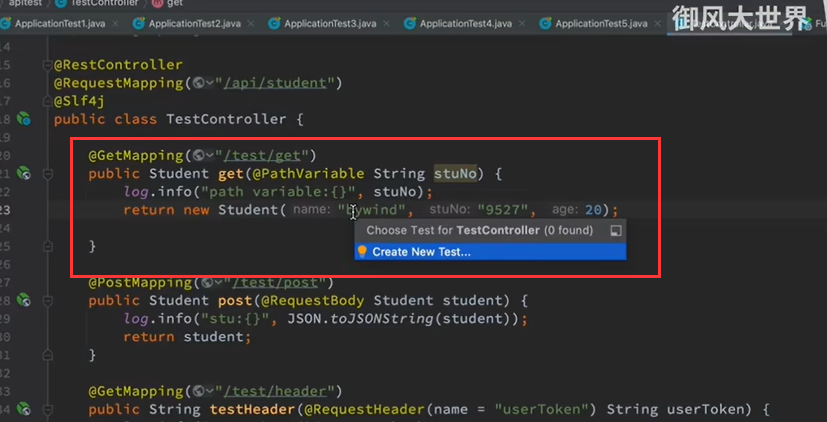 apitest TestController get
ApplicationTest1.java ApplicationTest2.java ApplicationTest3.java ApplicationTest4.java ApplicationTest5.java
御风大世界
14
15 @RestController
16 @RequestMapping("/api/student")
17 @Slf4j
18 public class TestController {
19
20 @GetMapping("/test/get")
21 public Student get(@PathVariable String stuNo) {
22 log.info("path variable:{}", stuNo);
23 return new Student( name: "bywind", stuNo: "9527", age: 20);
Choose Test for TestController (0 found)
Create New Test...
25 }
26
27 @PostMapping("/test/post")
28 public Student post(@RequestBody Student student) {
29 log.info("stu:{}", JSON.toJSONString(student));
30 return student;
31 }
32
33 @GetMapping("/test/header")
34 public String testHeader(@RequestHeader(name = "userToken") String userToken) {